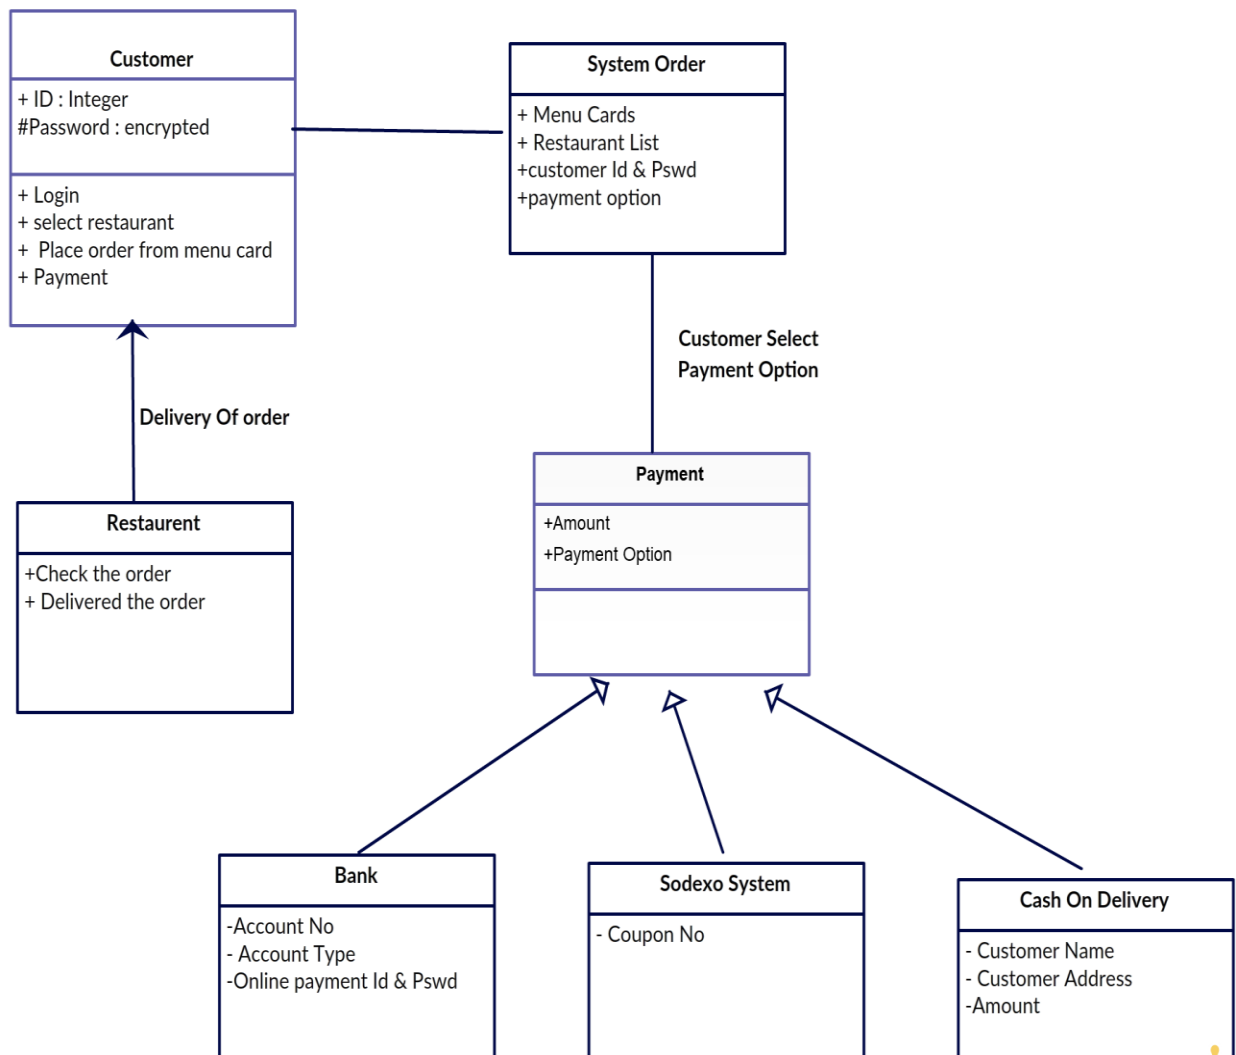 Customer
+ ID : Integer
#Password : encrypted
+ Login
+ select restaurant
+  Place order from menu card
+ Payment
System Order
+ Menu Cards
+ Restaurant List
+customer Id & Pswd
+payment option
Customer Select
Payment Option
Delivery Of order
Restaurent
+Check the order
+ Delivered the order
Payment
+Amount
+Payment Option
Bank
-Account No
- Account Type
-Online payment Id & Pswd
Sodexo System
- Coupon No
Cash On Delivery
- Customer Name
- Customer Address
-Amount